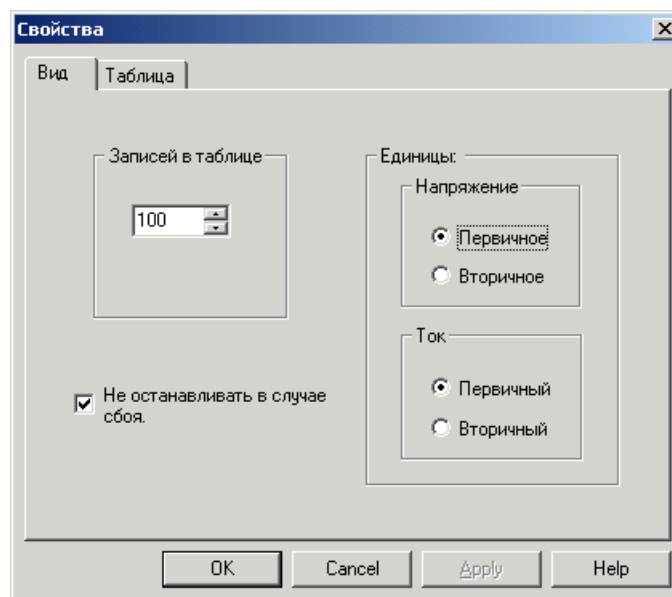 Свойства
Вид
Таблица
Записей в таблице
100
Не останавливать в случае
сбоя.
Единицы:
Напряжение
Первичное
Вторичное
Ток
Первичный
Вторичный
OK
Cancel
Apply
Help